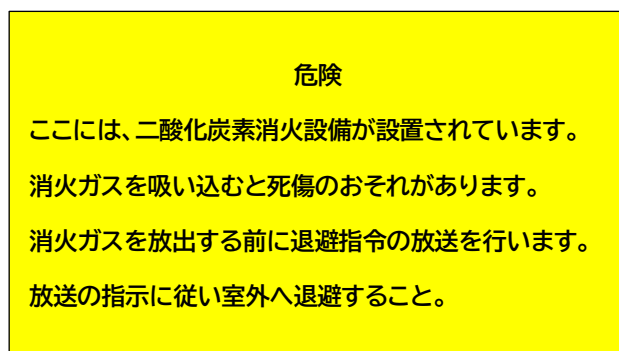 危険
ここには、二酸化炭素消火設備が設置されています。
消火ガスを吸い込むと死傷のおそれがあります。
消火ガスを放出する前に退避指令の放送を行います。
放送の指示に従い室外へ退避すること。